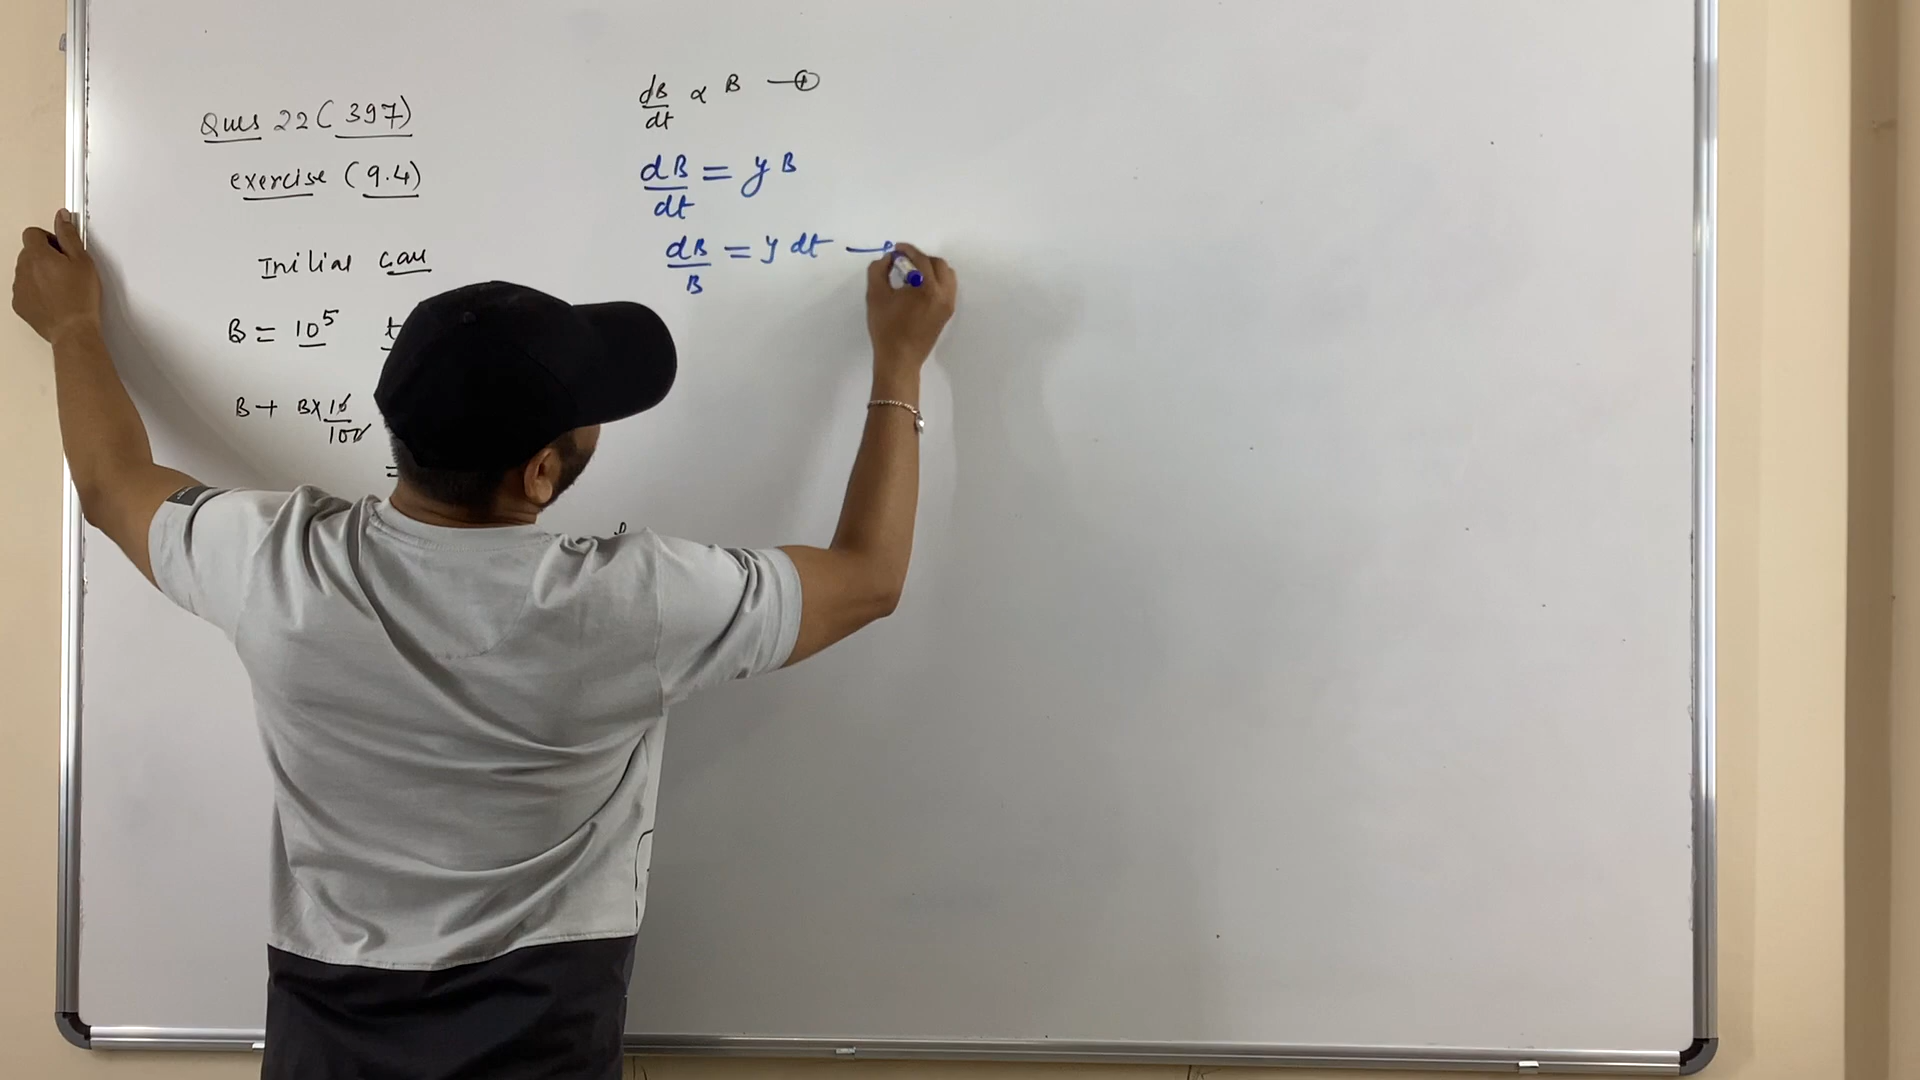 Ques 22 ( 397)
exercise (9.4)
Initial case
B = 10⁵ t
B + B× 10/100
=
dB/dt ∝ B —①
dB/dt = y B
dB/B = y dt —